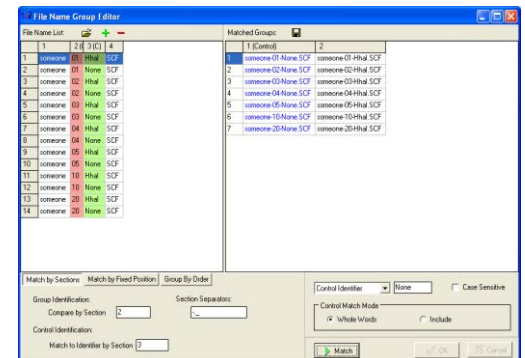 File Name Group Editor
File Name List:
1 2 (I 3 (C) 4
1 someone 01 Hhal SCF
2 someone 01 None SCF
3 someone 02 Hhal SCF
4 someone 02 None SCF
5 someone 03 Hhal SCF
6 someone 03 None SCF
7 someone 04 Hhal SCF
8 someone 04 None SCF
9 someone 05 Hhal SCF
10 someone 05 None SCF
11 someone 10 Hhal SCF
12 someone 10 None SCF
13 someone 20 Hhal SCF
14 someone 20 None SCF
Matched Groups:
1 (Control) 2
1 someone-01-None.SCF someone-01-Hhal.SCF
2 someone-02-None.SCF someone-02-Hhal.SCF
3 someone-03-None.SCF someone-03-Hhal.SCF
4 someone-04-None.SCF someone-04-Hhal.SCF
5 someone-05-None.SCF someone-05-Hhal.SCF
6 someone-10-None.SCF someone-10-Hhal.SCF
7 someone-20-None.SCF someone-20-Hhal.SCF
Match by Sections Match by Fixed Position Group By Order
Group Identification: Section Separators:
Compare by Section 2 -._
Control Identification:
Match to Identifier by Section 3
Control Identifier None Case Sensitive
Control Match Mode
Whole Words Include
Match OK Cancel